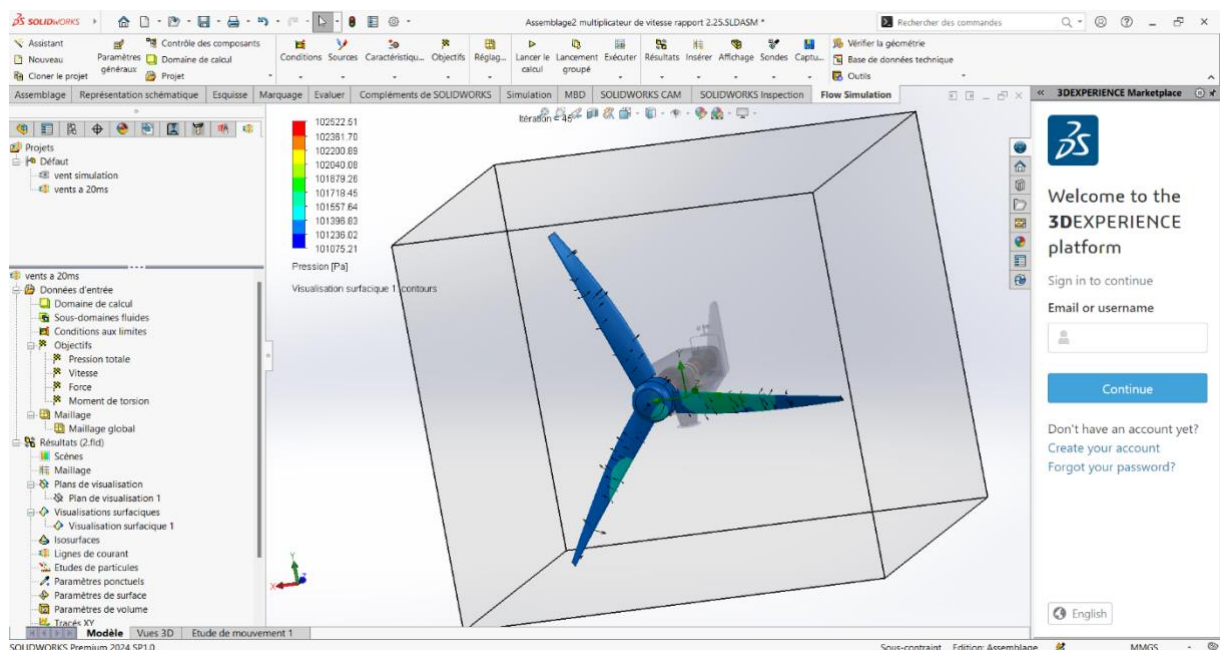 SOLIDWORKS
Assemblage2 multiplicateur de vitesse rapport 2.25.SLDASM *
Rechercher des commandes
Assistant
Nouveau
Cloner le projet
Paramètres généraux
Contrôle des composants
Domaine de calcul
Projet
Conditions
Sources
Caractéristiqu...
Objectifs
Réglag...
Lancer le calcul
Lancement groupé
Exécuter
Résultats
Insérer
Affichage
Sondes
Captu...
Vérifier la géométrie
Base de données technique
Outils
Assemblage
Représentation schématique
Esquisse
Marquage
Evaluer
Compléments de SOLIDWORKS
Simulation
MBD
SOLIDWORKS CAM
SOLIDWORKS Inspection
Flow Simulation
3DEXPERIENCE Marketplace
Projets
Défaut
vent simulation
vents a 20ms
vents a 20ms
Données d'entrée
Domaine de calcul
Sous-domaines fluides
Conditions aux limites
Objectifs
Pression totale
Vitesse
Force
Moment de torsion
Maillage
Maillage global
Résultats (2.fld)
Scènes
Maillage
Plans de visualisation
Plan de visualisation 1
Visualisations surfaciques
Visualisation surfacique 1
Isosurfaces
Lignes de courant
Etudes de particules
Paramètres ponctuels
Paramètres de surface
Paramètres de volume
Tracés XY
Itération = 45
102522.51
102361.70
102200.89
102040.08
101879.26
101718.45
101557.64
101396.83
101236.02
101075.21
Pression [Pa]
Visualisation surfacique 1: contours
Y
X
Welcome to the
3DEXPERIENCE
platform
Sign in to continue
Email or username
Continue
Don't have an account yet?
Create your account
Forgot your password?
English
Modèle
Vues 3D
Etude de mouvement 1
SOLIDWORKS Premium 2024 SP1.0
Sous-contraint
Edition: Assemblage
MMGS